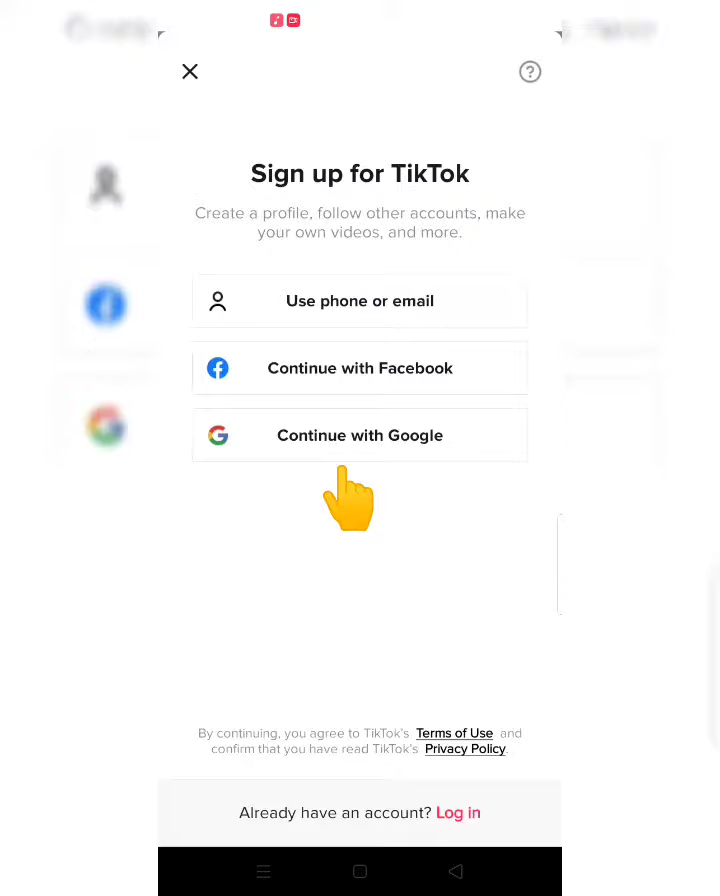 Sign up for TikTok
Create a profile, follow other accounts, make
your own videos, and more.
Use phone or email
Continue with Facebook
Continue with Google
By continuing, you agree to TikTok's Terms of Use and
confirm that you have read TikTok's Privacy Policy.
Already have an account? Log in